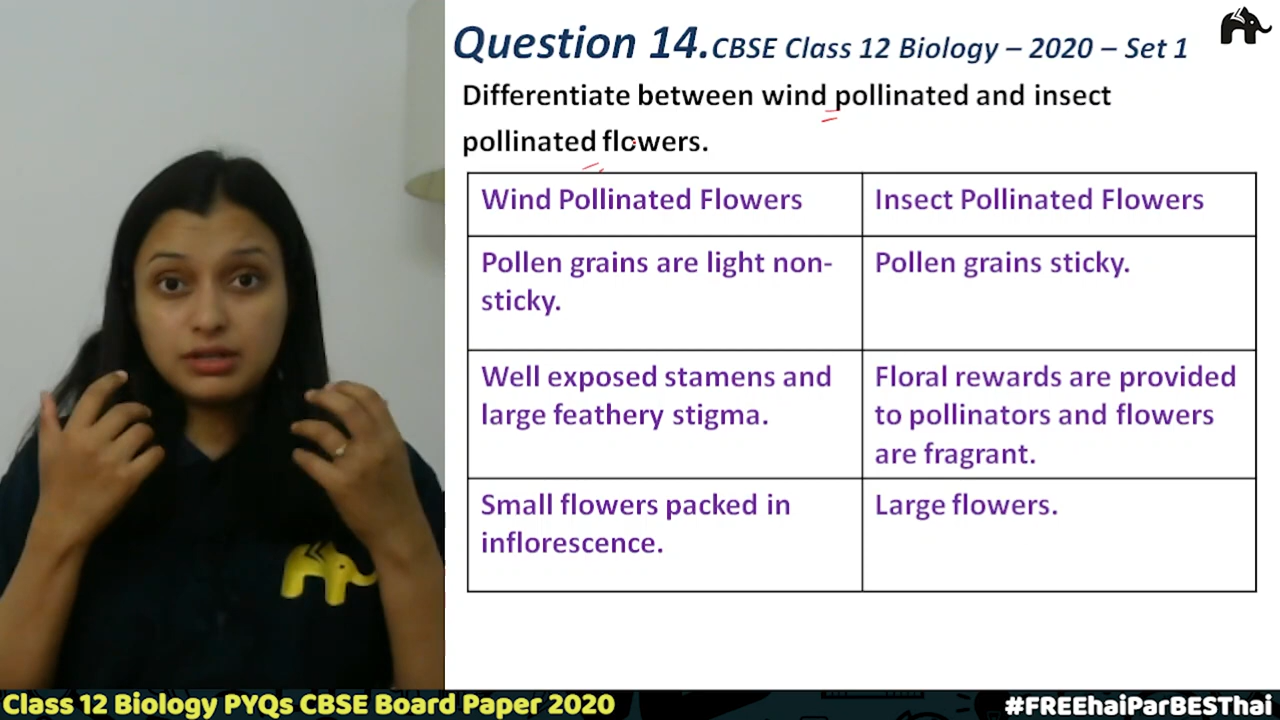 Question 14.CBSE Class 12 Biology – 2020 – Set 1
Differentiate between wind pollinated and insect
pollinated flowers.
Wind Pollinated Flowers
Insect Pollinated Flowers
Pollen grains are light non-
sticky.
Pollen grains sticky.
Well exposed stamens and
large feathery stigma.
Floral rewards are provided
to pollinators and flowers
are fragrant.
Small flowers packed in
inflorescence.
Large flowers.
Class 12 Biology PYQs CBSE Board Paper 2020
#FREEhaiParBESThai